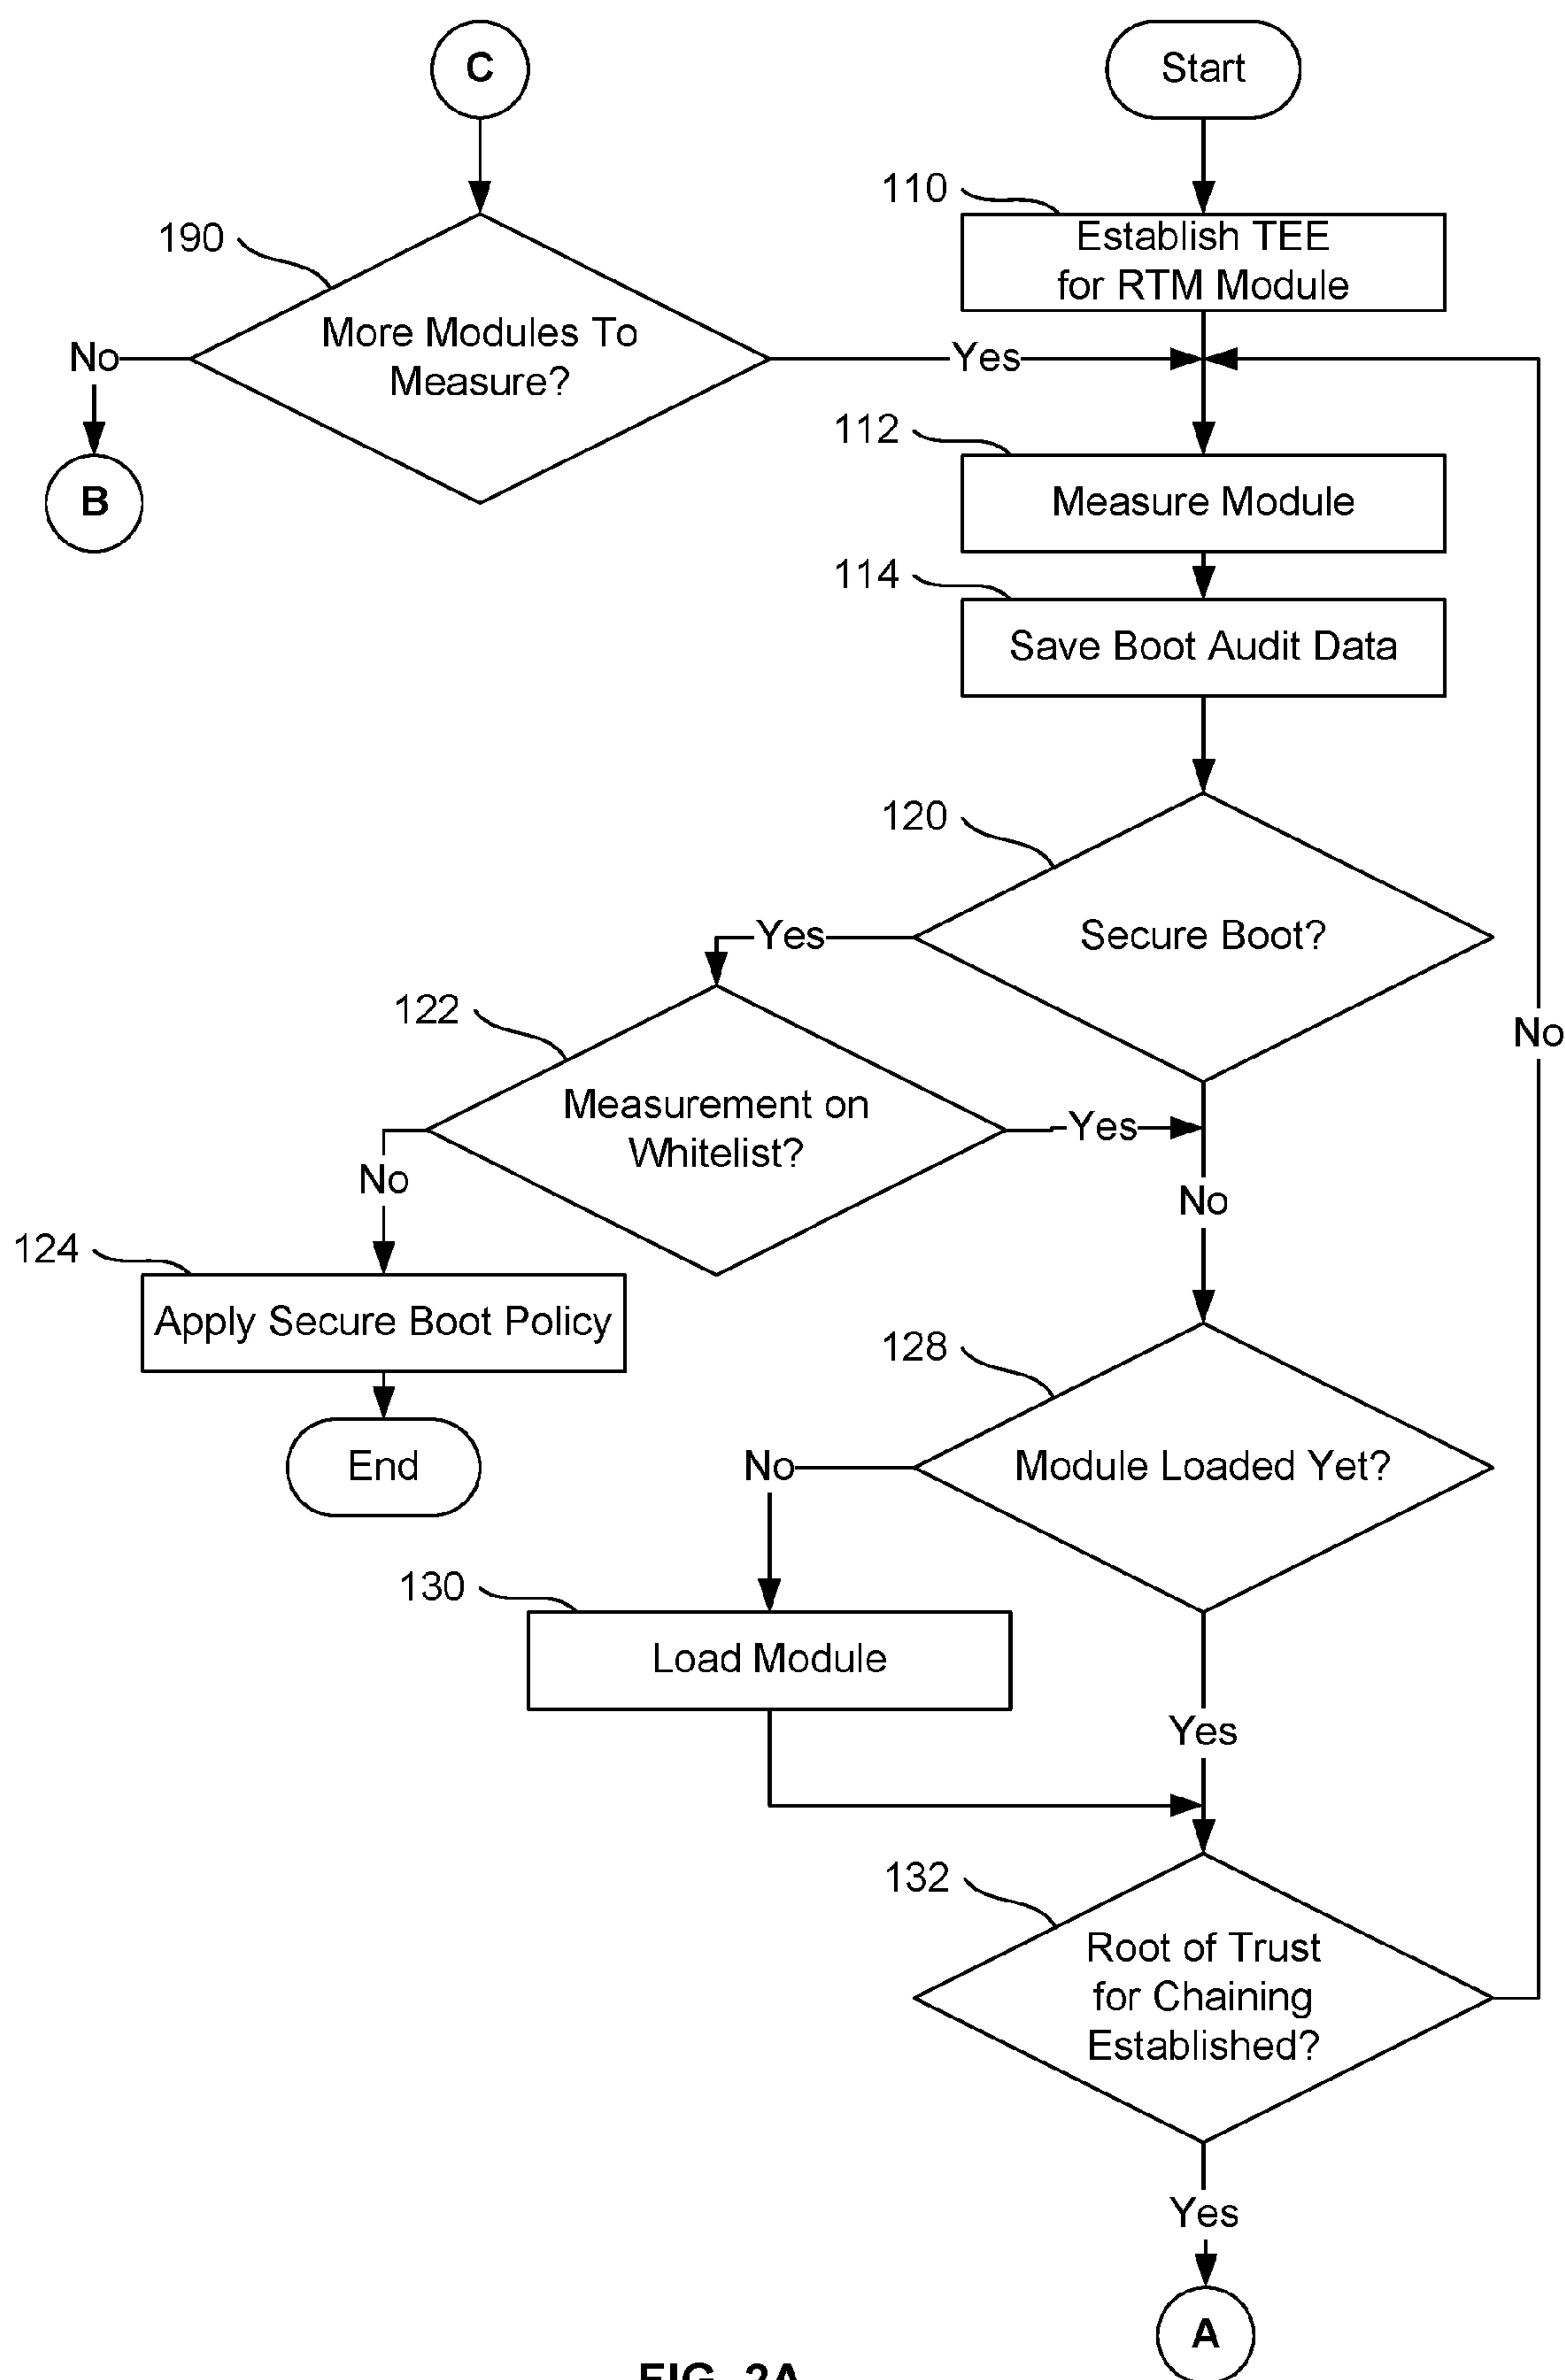 C
Start
110
Establish TEE
for RTM Module
190
More Modules To
Measure?
No
Yes
B
112
Measure Module
114
Save Boot Audit Data
120
Secure Boot?
Yes
No
122
Measurement on
Whitelist?
Yes
No
No
124
Apply Secure Boot Policy
End
128
Module Loaded Yet?
No
130
Load Module
Yes
132
Root of Trust
for Chaining
Established?
Yes
A
FIG. 2A